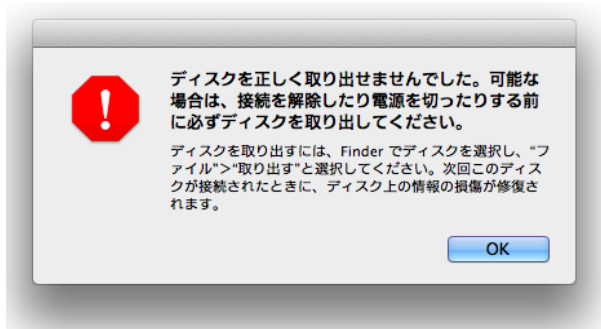 ディスクを正しく取り出せませんでした。可能な
場合は、接続を解除したり電源を切ったりする前
に必ずディスクを取り出してください。
ディスクを取り出すには、Finder でディスクを選択し、“フ
ァイル”>“取り出す”と選択してください。次回このディス
クが接続されたときに、ディスク上の情報の損傷が修復さ
れます。
OK